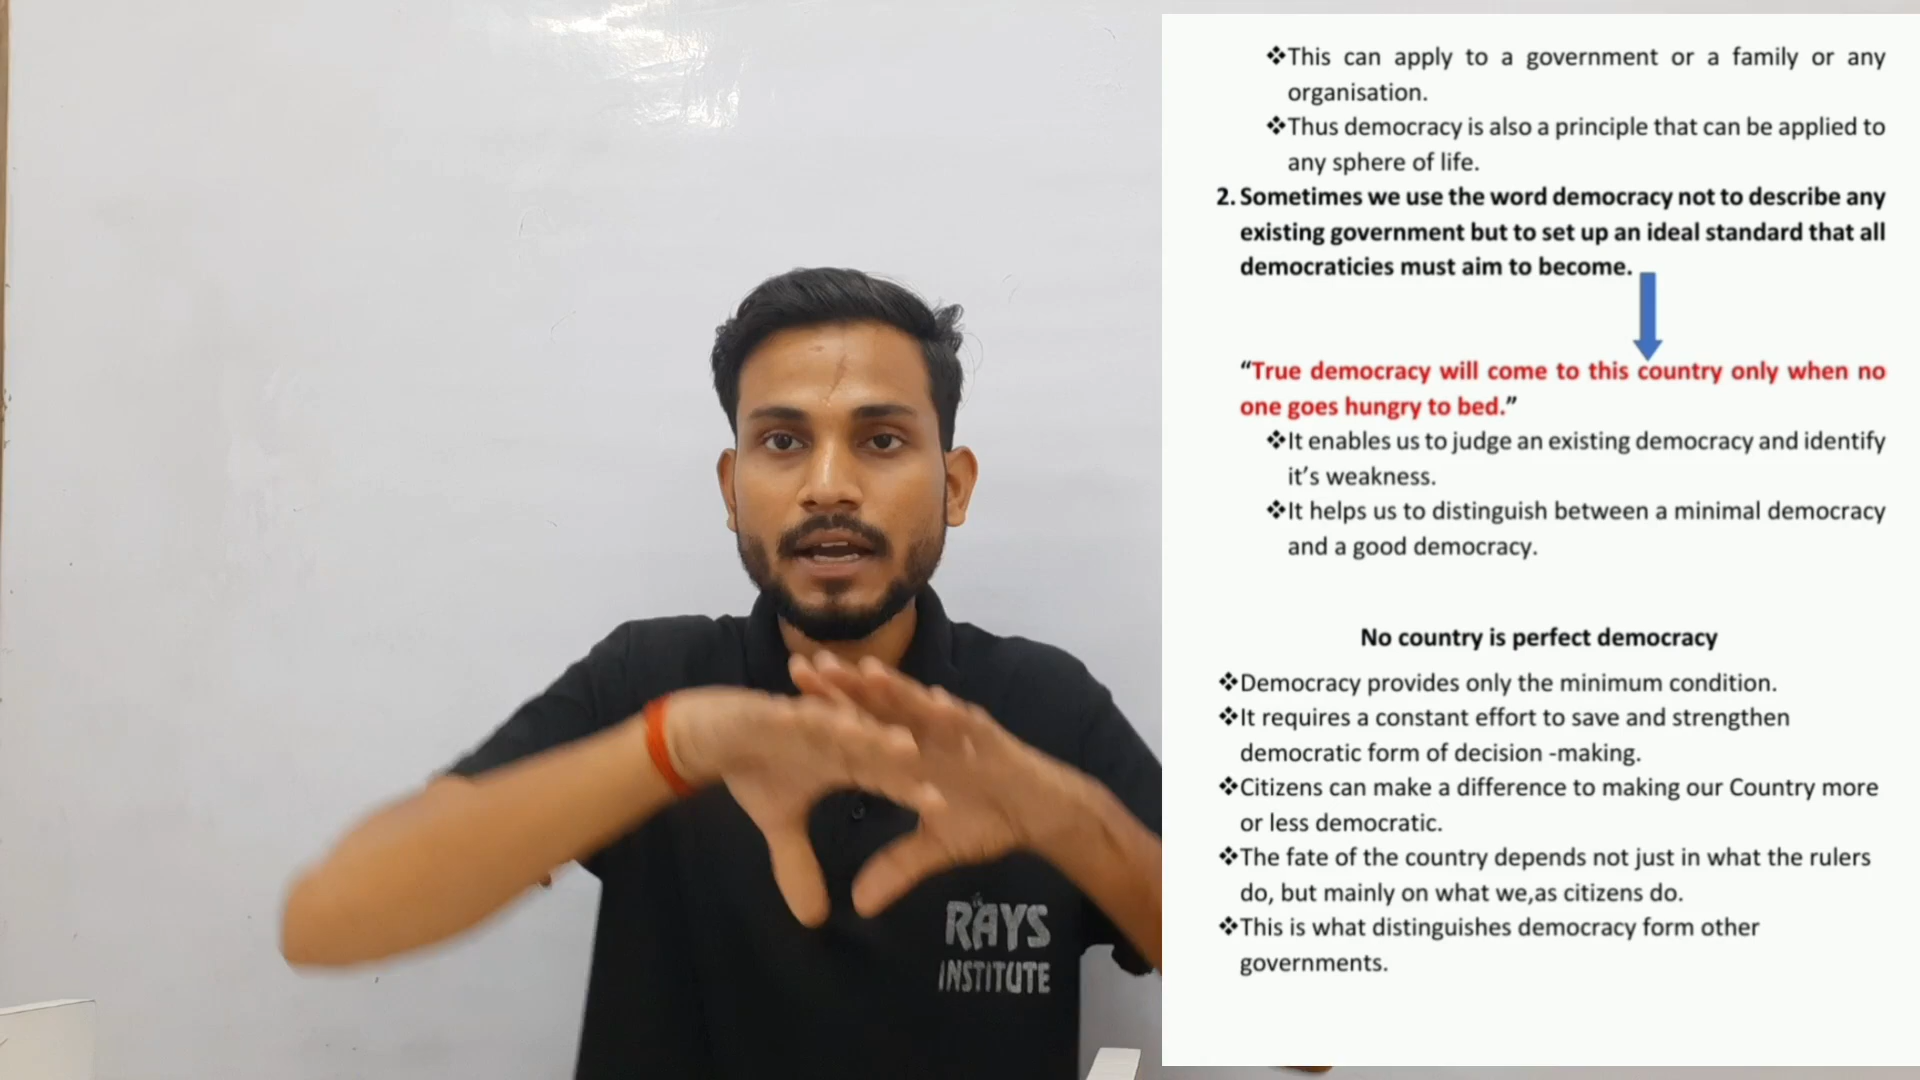 ❖This can apply to a government or a family or any
organisation.
❖Thus democracy is also a principle that can be applied to
any sphere of life.
2. Sometimes we use the word democracy not to describe any
existing government but to set up an ideal standard that all
democraticies must aim to become.
“True democracy will come to this country only when no
one goes hungry to bed.”
❖It enables us to judge an existing democracy and identify
it’s weakness.
❖It helps us to distinguish between a minimal democracy
and a good democracy.
No country is perfect democracy
❖Democracy provides only the minimum condition.
❖It requires a constant effort to save and strengthen
democratic form of decision -making.
❖Citizens can make a difference to making our Country more
or less democratic.
❖The fate of the country depends not just in what the rulers
do, but mainly on what we,as citizens do.
❖This is what distinguishes democracy form other
governments.
RAYS
INSTITUTE